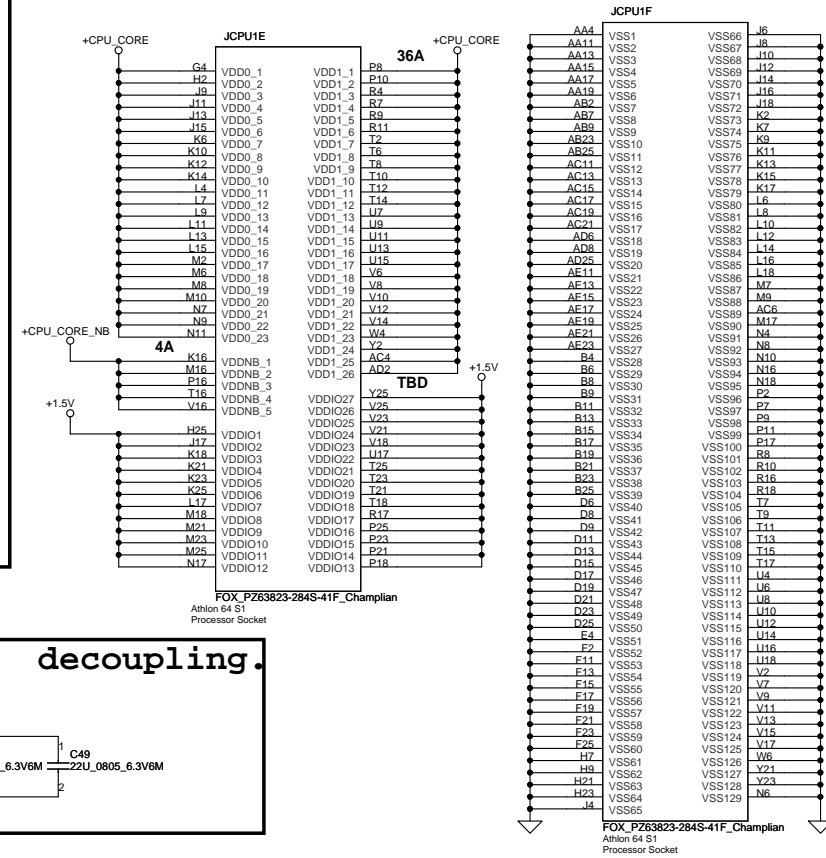 +CPU_CORE
JCPU1E
36A
+CPU_CORE
G4 VDD0_1 VDD1_1 P8
H2 VDD0_2 VDD1_2 P10
J9 VDD0_3 VDD1_3 R4
J11 VDD0_4 VDD1_4 R7
J13 VDD0_5 VDD1_5 R9
J15 VDD0_6 VDD1_6 R11
K6 VDD0_7 VDD1_7 T2
K10 VDD0_8 VDD1_8 T6
K12 VDD0_9 VDD1_9 T8
K14 VDD0_10 VDD1_10 T10
L4 VDD0_11 VDD1_11 T12
L7 VDD0_12 VDD1_12 T14
L9 VDD0_13 VDD1_13 U7
L11 VDD0_14 VDD1_14 U9
L13 VDD0_15 VDD1_15 U11
L15 VDD0_16 VDD1_16 U13
M2 VDD0_17 VDD1_17 U15
M6 VDD0_18 VDD1_18 V6
M8 VDD0_19 VDD1_19 V8
M10 VDD0_20 VDD1_20 V10
N7 VDD0_21 VDD1_21 V12
N9 VDD0_22 VDD1_22 V14
N11 VDD0_23 VDD1_23 W4
VDD1_24 Y2
+CPU_CORE_NB
4A
K16 VDDNB_1 VDD1_25 AC4
M16 VDDNB_2 VDD1_26 AD2
P16 VDDNB_3
TBD
+1.5V
T16 VDDNB_4 VDDIO27 Y25
V16 VDDNB_5 VDDIO26 V25
+1.5V
VDDIO25 V23
H25 VDDIO1 VDDIO24 V21
J17 VDDIO2 VDDIO23 V18
K18 VDDIO3 VDDIO22 U17
K21 VDDIO4 VDDIO21 T25
K23 VDDIO5 VDDIO20 T23
K25 VDDIO6 VDDIO19 T21
L17 VDDIO7 VDDIO18 T18
M18 VDDIO8 VDDIO17 R17
M21 VDDIO9 VDDIO16 P25
M23 VDDIO10 VDDIO15 P23
M25 VDDIO11 VDDIO14 P21
N17 VDDIO12 VDDIO13 P18
FOX_PZ63823-284S-41F_Champlian
Athlon 64 S1
Processor Socket
decoupling.
1
C49
_6.3V6M
22U_0805_6.3V6M
2
JCPU1F
AA4 VSS1 VSS66 J6
AA11 VSS2 VSS67 J8
AA13 VSS3 VSS68 J10
AA15 VSS4 VSS69 J12
AA17 VSS5 VSS70 J14
AA19 VSS6 VSS71 J16
AB2 VSS7 VSS72 J18
AB7 VSS8 VSS73 K2
AB9 VSS9 VSS74 K7
AB23 VSS10 VSS75 K9
AB25 VSS11 VSS76 K11
AC11 VSS12 VSS77 K13
AC13 VSS13 VSS78 K15
AC15 VSS14 VSS79 K17
AC17 VSS15 VSS80 L6
AC19 VSS16 VSS81 L8
AC21 VSS17 VSS82 L10
AD6 VSS18 VSS83 L12
AD8 VSS19 VSS84 L14
AD25 VSS20 VSS85 L16
AE11 VSS21 VSS86 L18
AE13 VSS22 VSS87 M7
AE15 VSS23 VSS88 M9
AE17 VSS24 VSS89 AC6
AE19 VSS25 VSS90 M17
AE21 VSS26 VSS91 N4
AE23 VSS27 VSS92 N8
B4 VSS28 VSS93 N10
B6 VSS29 VSS94 N16
B8 VSS30 VSS95 N18
B9 VSS31 VSS96 P2
B11 VSS32 VSS97 P7
B13 VSS33 VSS98 P9
B15 VSS34 VSS99 P11
B17 VSS35 VSS100 P17
B19 VSS36 VSS101 R8
B21 VSS37 VSS102 R10
B23 VSS38 VSS103 R16
B25 VSS39 VSS104 R18
D6 VSS40 VSS105 T7
D8 VSS41 VSS106 T9
D9 VSS42 VSS107 T11
D11 VSS43 VSS108 T13
D13 VSS44 VSS109 T15
D15 VSS45 VSS110 T17
D17 VSS46 VSS111 U4
D19 VSS47 VSS112 U6
D21 VSS48 VSS113 U8
D23 VSS49 VSS114 U10
D25 VSS50 VSS115 U12
E4 VSS51 VSS116 U14
F2 VSS52 VSS117 U16
F11 VSS53 VSS118 U18
F13 VSS54 VSS119 V2
F15 VSS55 VSS120 V7
F17 VSS56 VSS121 V9
F19 VSS57 VSS122 V11
F21 VSS58 VSS123 V13
F23 VSS59 VSS124 V15
F25 VSS60 VSS125 V17
H7 VSS61 VSS126 W6
H9 VSS62 VSS127 Y21
H21 VSS63 VSS128 Y23
H23 VSS64 VSS129 N6
J4 VSS65
FOX_PZ63823-284S-41F_Champlian
Athlon 64 S1
Processor Socket